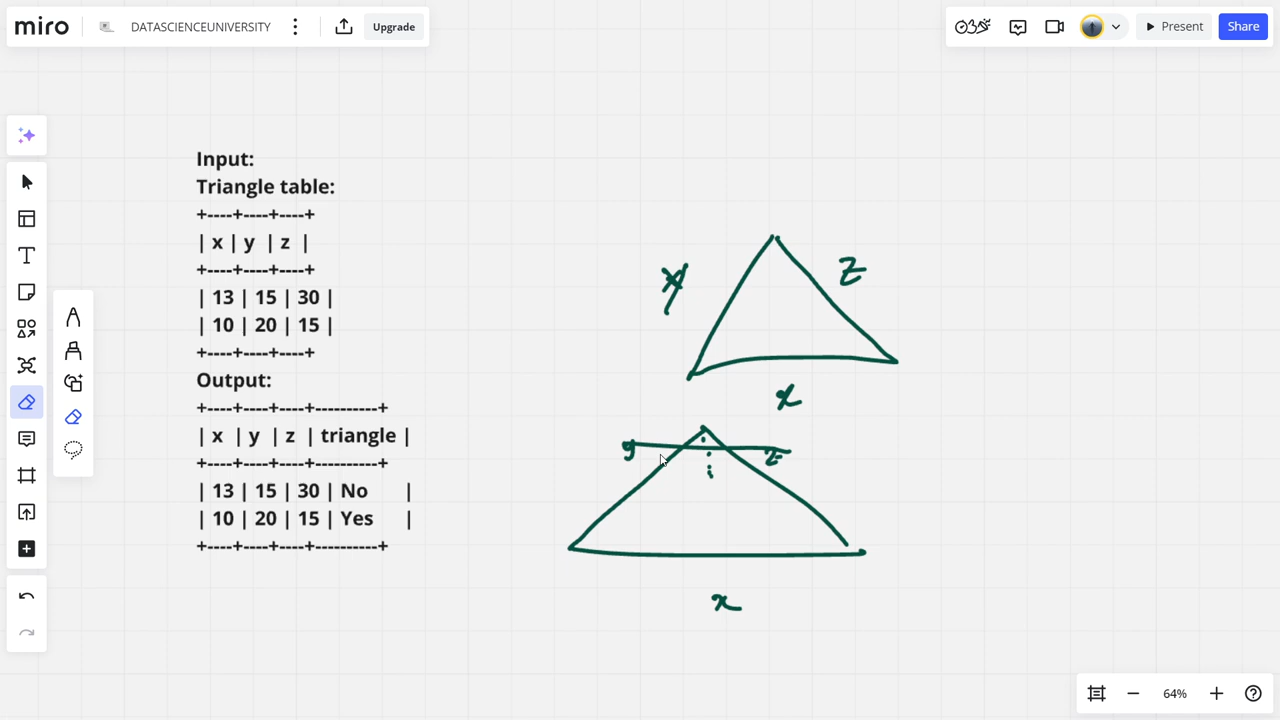 miro
DATASCIENCEUNIVERSITY
Upgrade
Present
Share
Input:
Triangle table:
+----+----+----+
| x | y | z |
+----+----+----+
| 13 | 15 | 30 |
| 10 | 20 | 15 |
+----+----+----+
Output:
+----+----+----+----------+
| x | y | z | triangle |
+----+----+----+----------+
| 13 | 15 | 30 | No |
| 10 | 20 | 15 | Yes |
+----+----+----+----------+
z
x
y z
x
64%